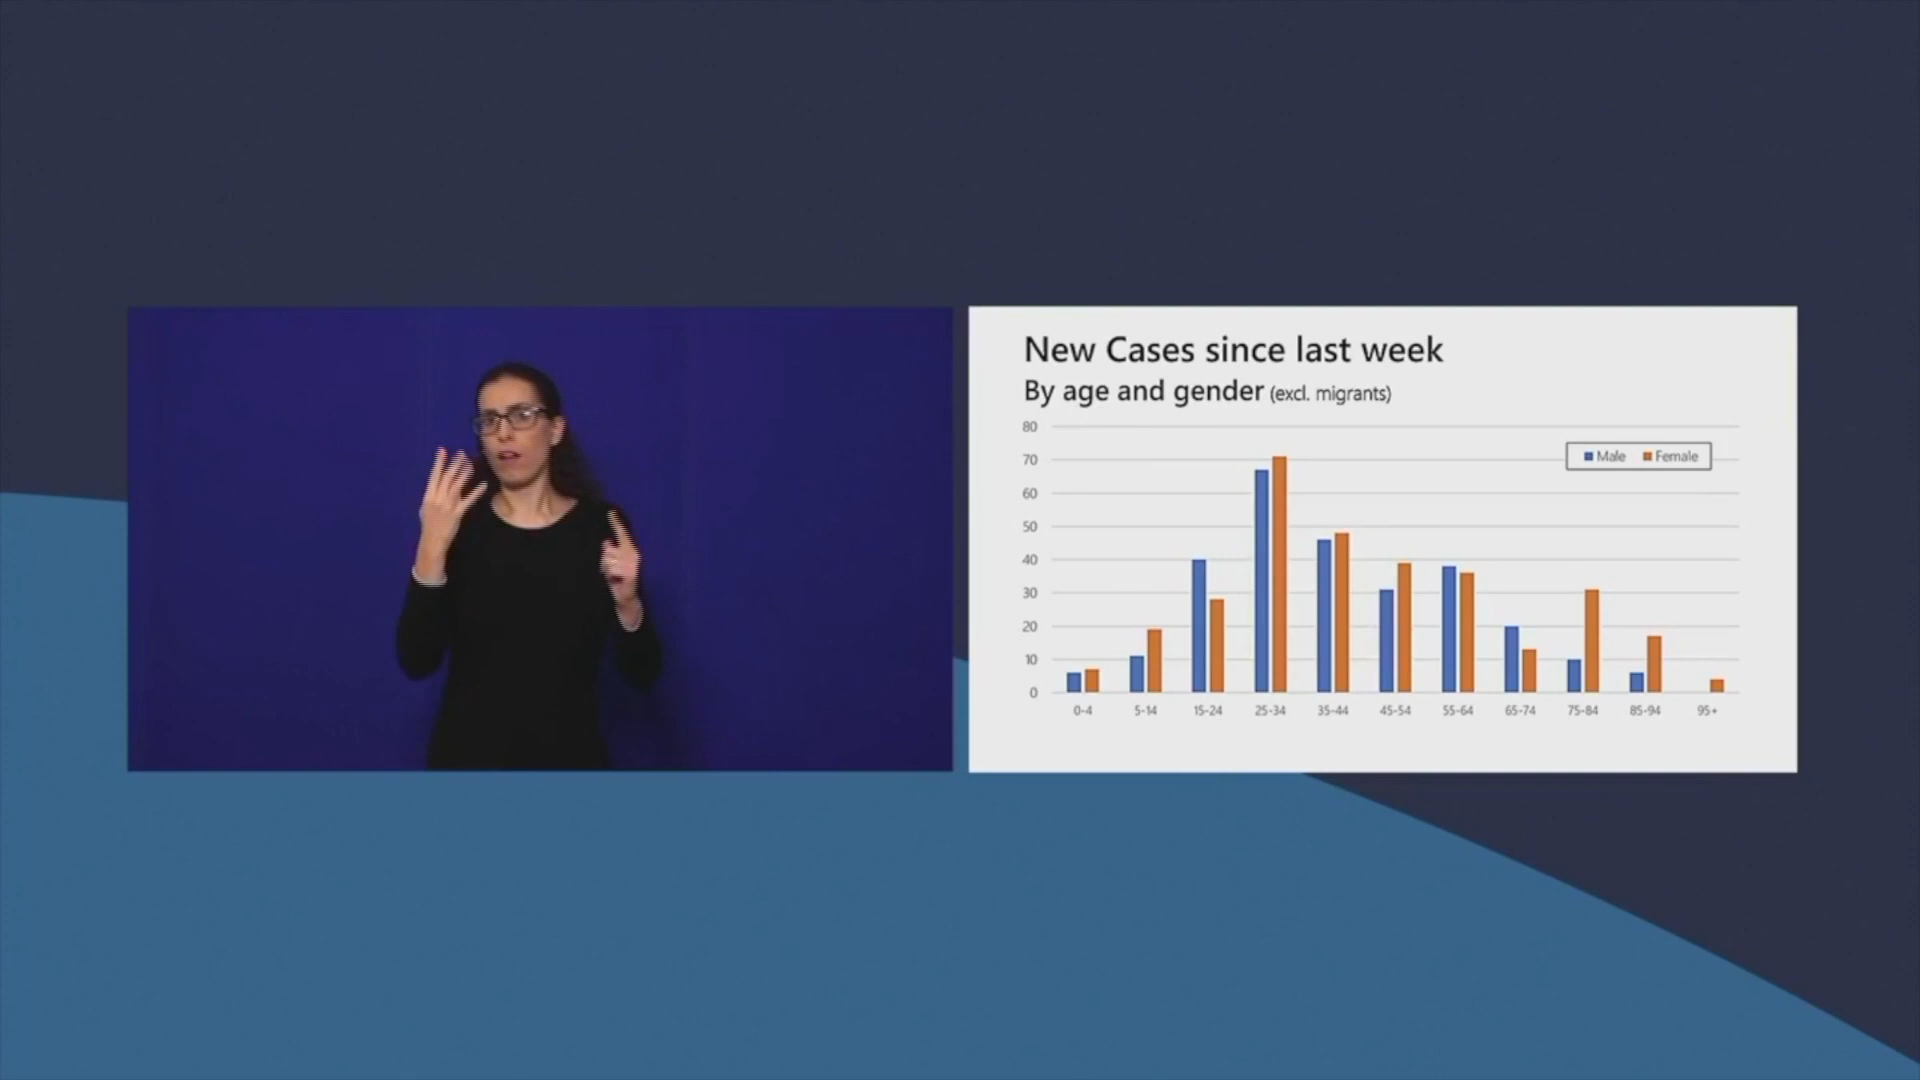 New Cases since last week
By age and gender (excl. migrants)
80
70
60
50
40
30
20
10
0
Male Female
0-4 5-14 15-24 25-34 35-44 45-54 55-64 65-74 75-84 85-94 95+